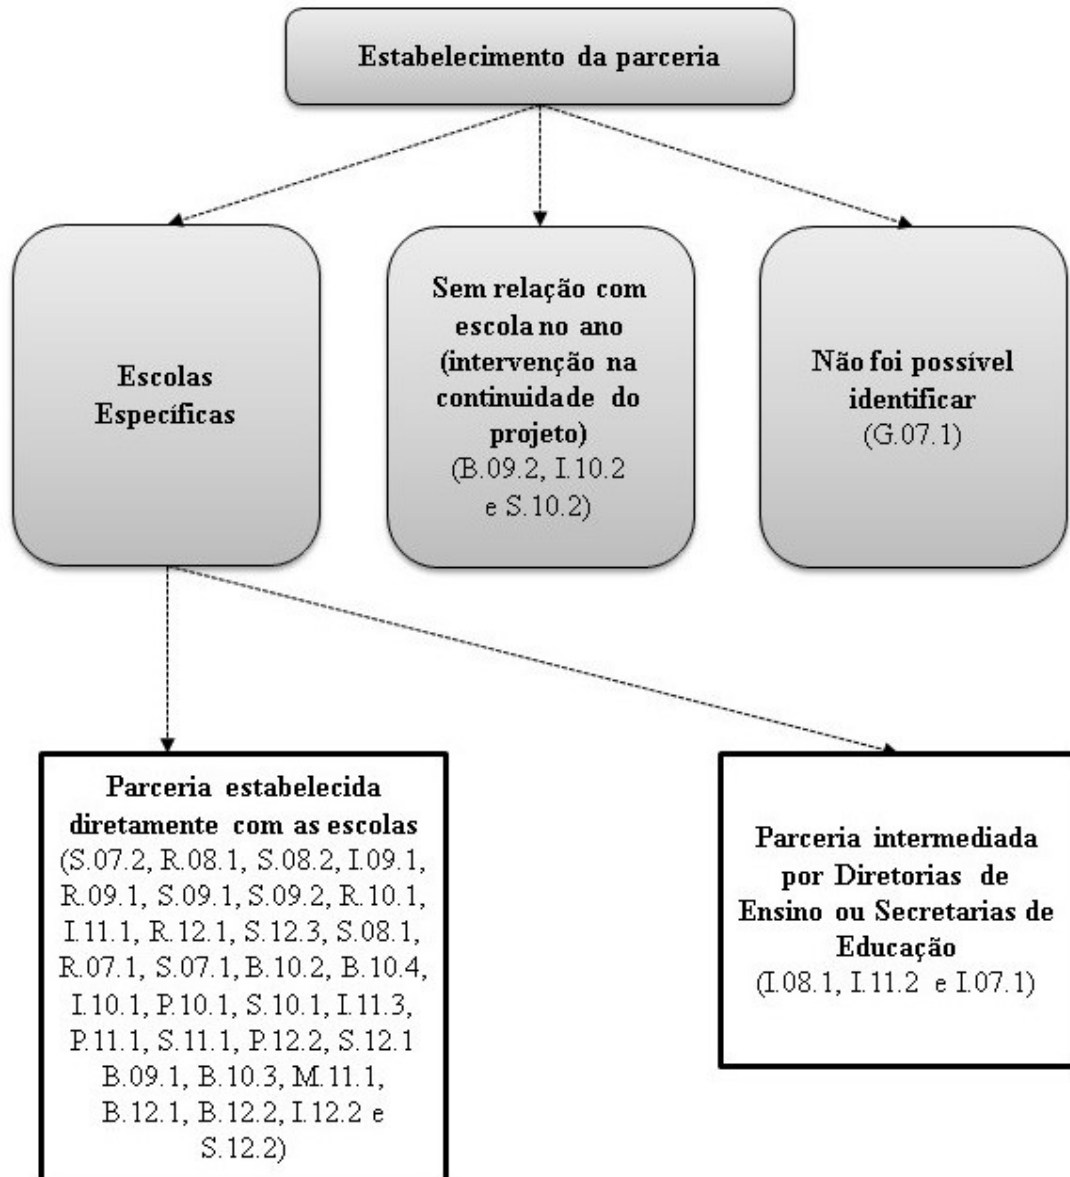 Estabelecimento da parceria
Escolas
Específicas
Sem relação com
escola no ano
(intervenção na
continuidade do
projeto)
(B.09.2, I.10.2
e S.10.2)
Não foi possível
identificar
(G.07.1)
Parceria estabelecida
diretamente com as escolas
(S.07.2, R.08.1, S.08.2, I.09.1,
R.09.1, S.09.1, S.09.2, R.10.1,
I.11.1, R.12.1, S.12.3, S.08.1,
R.07.1, S.07.1, B.10.2, B.10.4,
I.10.1, P.10.1, S.10.1, I.11.3,
P.11.1, S.11.1, P.12.2, S.12.1
B.09.1, B.10.3, M.11.1,
B.12.1, B.12.2, I.12.2 e
S.12.2)
Parceria intermediada
por Diretorias de
Ensino ou Secretarias de
Educação
(I.08.1, I.11.2 e I.07.1)